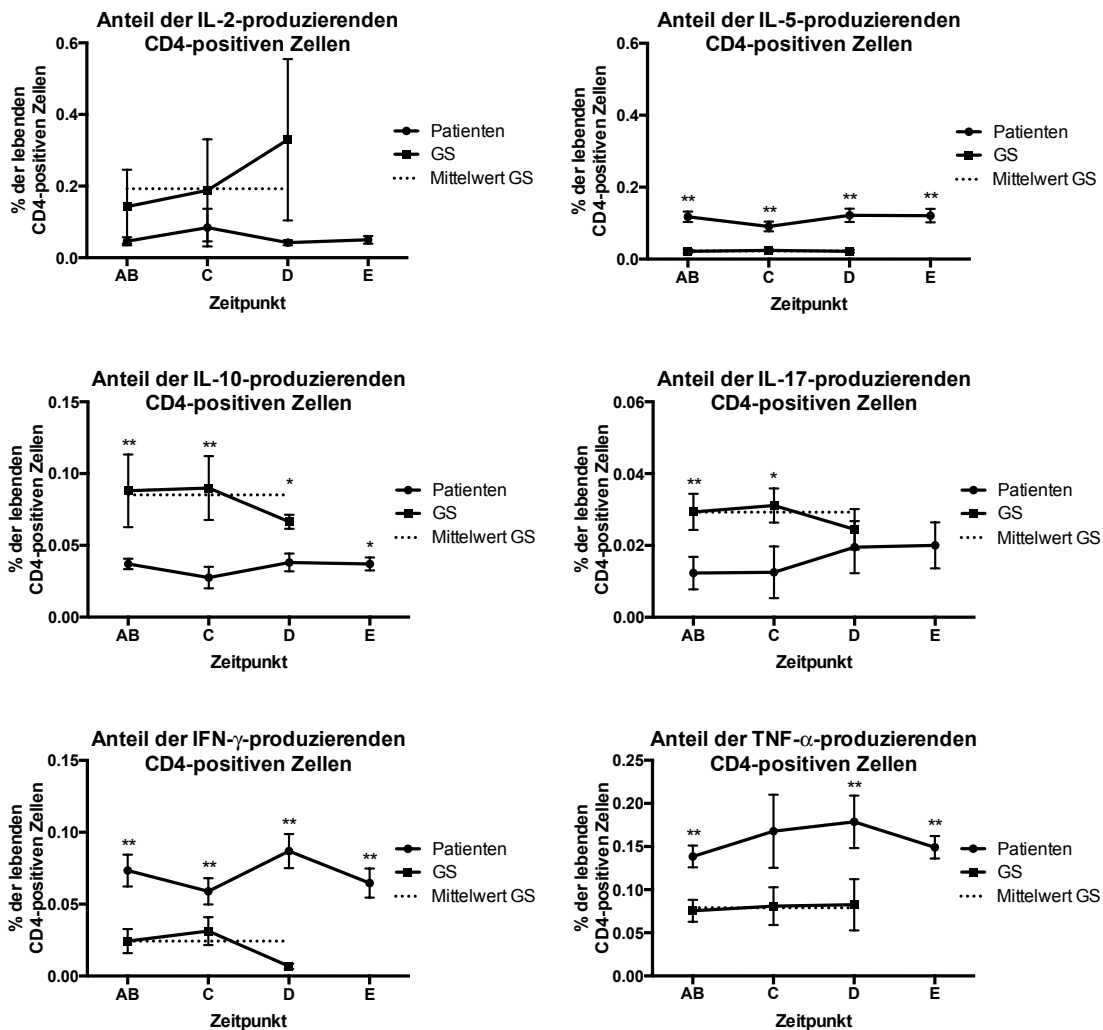 Anteil der IL-2-produzierenden
CD4-positiven Zellen
% der lebenden
CD4-positiven Zellen
0.6
0.4
0.2
0.0
AB
C
D
E
Zeitpunkt
Patienten
GS
Mittelwert GS
Anteil der IL-5-produzierenden
CD4-positiven Zellen
% der lebenden
CD4-positiven Zellen
0.6
0.4
0.2
0.0
**
**
**
**
AB
C
D
E
Zeitpunkt
Patienten
GS
Mittelwert GS
Anteil der IL-10-produzierenden
CD4-positiven Zellen
% der lebenden
CD4-positiven Zellen
0.15
0.10
0.05
0.00
**
**
*
*
AB
C
D
E
Zeitpunkt
Patienten
GS
Mittelwert GS
Anteil der IL-17-produzierenden
CD4-positiven Zellen
% der lebenden
CD4-positiven Zellen
0.06
0.04
0.02
0.00
**
*
AB
C
D
E
Zeitpunkt
Patienten
GS
Mittelwert GS
Anteil der IFN-γ-produzierenden
CD4-positiven Zellen
% der lebenden
CD4-positiven Zellen
0.15
0.10
0.05
0.00
**
**
**
**
AB
C
D
E
Zeitpunkt
Patienten
GS
Mittelwert GS
Anteil der TNF-α-produzierenden
CD4-positiven Zellen
% der lebenden
CD4-positiven Zellen
0.25
0.20
0.15
0.10
0.05
0.00
**
**
**
AB
C
D
E
Zeitpunkt
Patienten
GS
Mittelwert GS